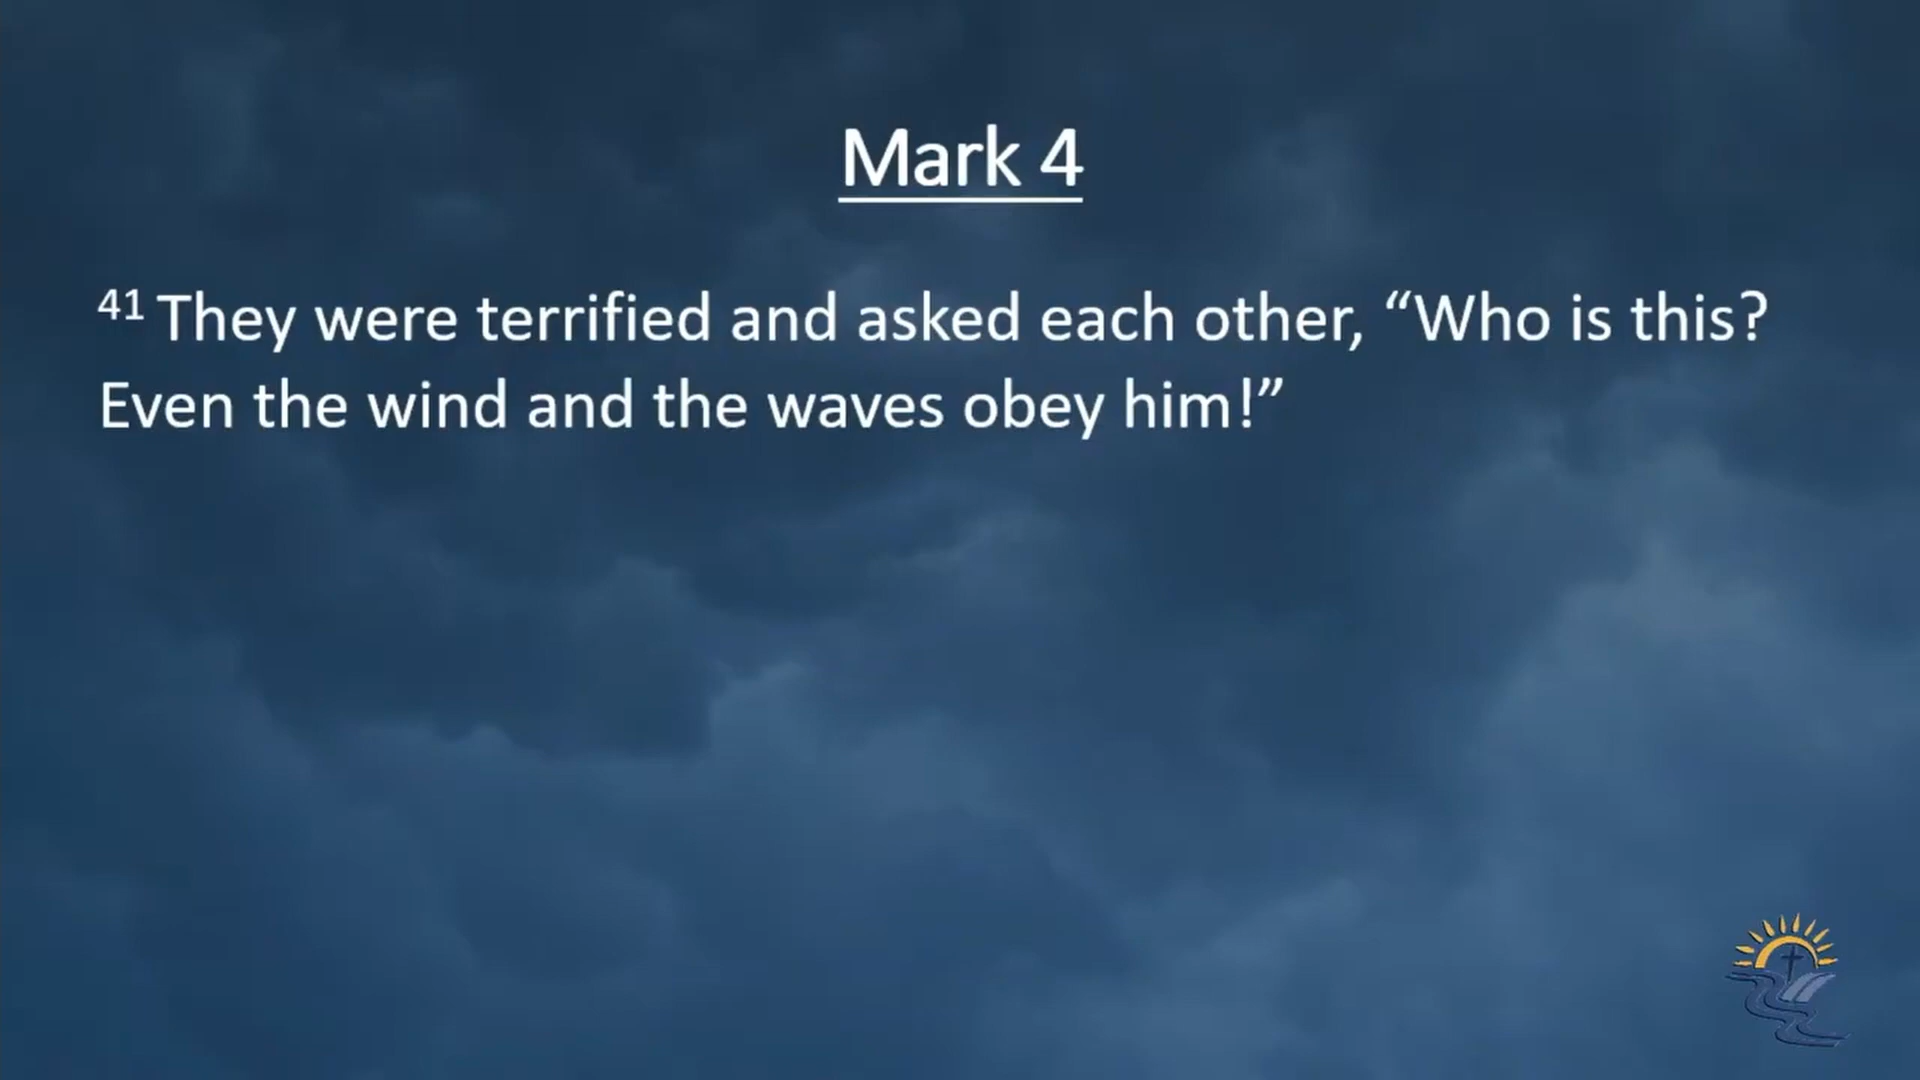 Mark 4
41 They were terrified and asked each other, “Who is this?
Even the wind and the waves obey him!”